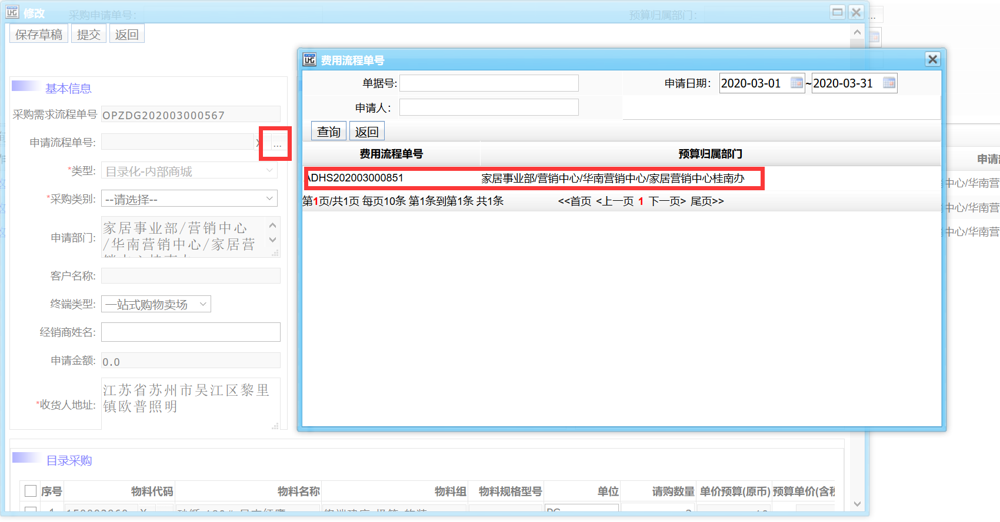 修改
采购申请单号:
预算归属部门:
...
保存草稿 提交 返回
基本信息
采购需求流程单号 OPZDG202003000567
申请流程单号: X ...
*类型: 目录化-内部商城
*采购类别: --请选择--
申请部门: 家居事业部/营销中心
/华南营销中心/家居营
客户名称:
终端类型: 一站式购物卖场
经销商姓名:
申请金额: 0.0
*收货人地址: 江苏省苏州市吴江区黎里
镇欧普照明
费用流程单号
单据号: 申请日期: 2020-03-01 ~ 2020-03-31
申请人:
查询 返回
费用流程单号 预算归属部门
ADHS202003000851 家居事业部/营销中心/华南营销中心/家居营销中心桂南办
第1页/共1页 每页10条 第1条到第1条 共1条 <<首页 <上一页 1 下一页> 尾页>>
申请
中心/华南营
中心/华南营
中心/华南营
目录采购
序号 物料代码 物料名称 物料组 物料规格型号 单位 请购数量 单价预算(原币) 预算单价(含税